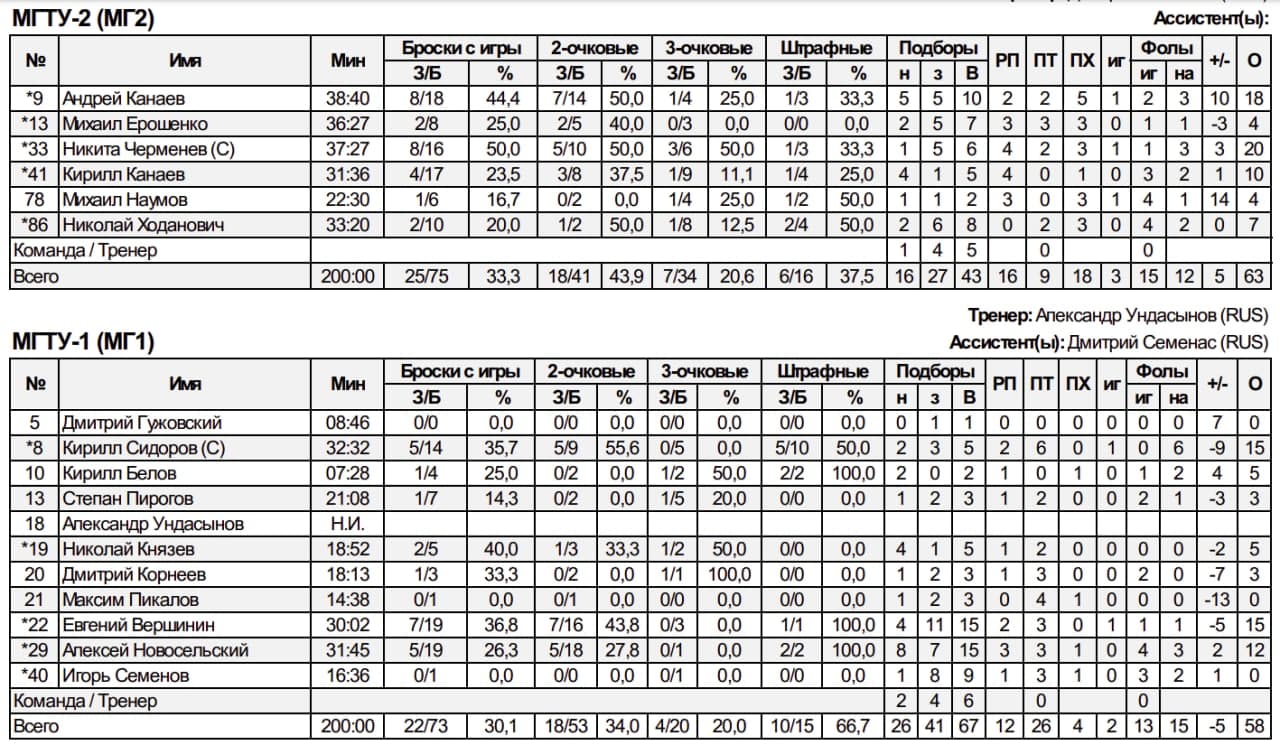 МГТУ-2 (МГ2)
Ассистент(ы):
№ Имя Мин Броски с игры 2-очковые 3-очковые Штрафные Подборы РП ПТ ПХ иг Фолы +/- О
З/Б % З/Б % З/Б % З/Б % н з В иг на
*9 Андрей Канаев 38:40 8/18 44,4 7/14 50,0 1/4 25,0 1/3 33,3 5 5 10 2 2 5 1 2 3 10 18
*13 Михаил Ерошенко 36:27 2/8 25,0 2/5 40,0 0/3 0,0 0/0 0,0 2 5 7 3 3 3 0 1 1 -3 4
*33 Никита Черменев (С) 37:27 8/16 50,0 5/10 50,0 3/6 50,0 1/3 33,3 1 5 6 4 2 3 1 1 3 3 20
*41 Кирилл Канаев 31:36 4/17 23,5 3/8 37,5 1/9 11,1 1/4 25,0 4 1 5 4 0 1 0 3 2 1 10
78 Михаил Наумов 22:30 1/6 16,7 0/2 0,0 1/4 25,0 1/2 50,0 1 1 2 3 0 3 1 4 1 14 4
*86 Николай Ходанович 33:20 2/10 20,0 1/2 50,0 1/8 12,5 2/4 50,0 2 6 8 0 2 3 0 4 2 0 7
Команда / Тренер 1 4 5 0 0
Всего 200:00 25/75 33,3 18/41 43,9 7/34 20,6 6/16 37,5 16 27 43 16 9 18 3 15 12 5 63
Тренер: Александр Ундасынов (RUS)
МГТУ-1 (МГ1)
Ассистент(ы): Дмитрий Семенас (RUS)
№ Имя Мин Броски с игры 2-очковые 3-очковые Штрафные Подборы РП ПТ ПХ иг Фолы +/- О
З/Б % З/Б % З/Б % З/Б % н з В иг на
5 Дмитрий Гужовский 08:46 0/0 0,0 0/0 0,0 0/0 0,0 0/0 0,0 0 1 1 0 0 0 0 0 0 7 0
*8 Кирилл Сидоров (С) 32:32 5/14 35,7 5/9 55,6 0/5 0,0 5/10 50,0 2 3 5 2 6 0 1 0 6 -9 15
10 Кирилл Белов 07:28 1/4 25,0 0/2 0,0 1/2 50,0 2/2 100,0 2 0 2 1 0 1 0 1 2 4 5
13 Степан Пирогов 21:08 1/7 14,3 0/2 0,0 1/5 20,0 0/0 0,0 1 2 3 1 2 0 0 2 1 -3 3
18 Александр Ундасынов Н.И.
*19 Николай Князев 18:52 2/5 40,0 1/3 33,3 1/2 50,0 0/0 0,0 4 1 5 1 2 0 0 0 0 -2 5
20 Дмитрий Корнеев 18:13 1/3 33,3 0/2 0,0 1/1 100,0 0/0 0,0 1 2 3 1 3 0 0 2 0 -7 3
21 Максим Пикалов 14:38 0/1 0,0 0/1 0,0 0/0 0,0 0/0 0,0 1 2 3 0 4 1 0 0 0 -13 0
*22 Евгений Вершинин 30:02 7/19 36,8 7/16 43,8 0/3 0,0 1/1 100,0 4 11 15 2 3 0 1 1 1 -5 15
*29 Алексей Новосельский 31:45 5/19 26,3 5/18 27,8 0/1 0,0 2/2 100,0 8 7 15 3 3 1 0 4 3 2 12
*40 Игорь Семенов 16:36 0/1 0,0 0/0 0,0 0/1 0,0 0/0 0,0 1 8 9 1 3 1 0 3 2 1 0
Команда / Тренер 2 4 6 0 0
Всего 200:00 22/73 30,1 18/53 34,0 4/20 20,0 10/15 66,7 26 41 67 12 26 4 2 13 15 -5 58